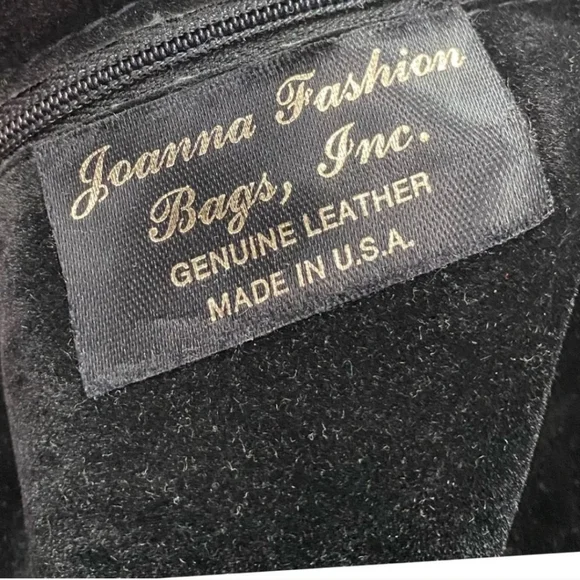 Joanna Fashion
Bags, Inc.
GENUINE LEATHER
MADE IN U.S.A.